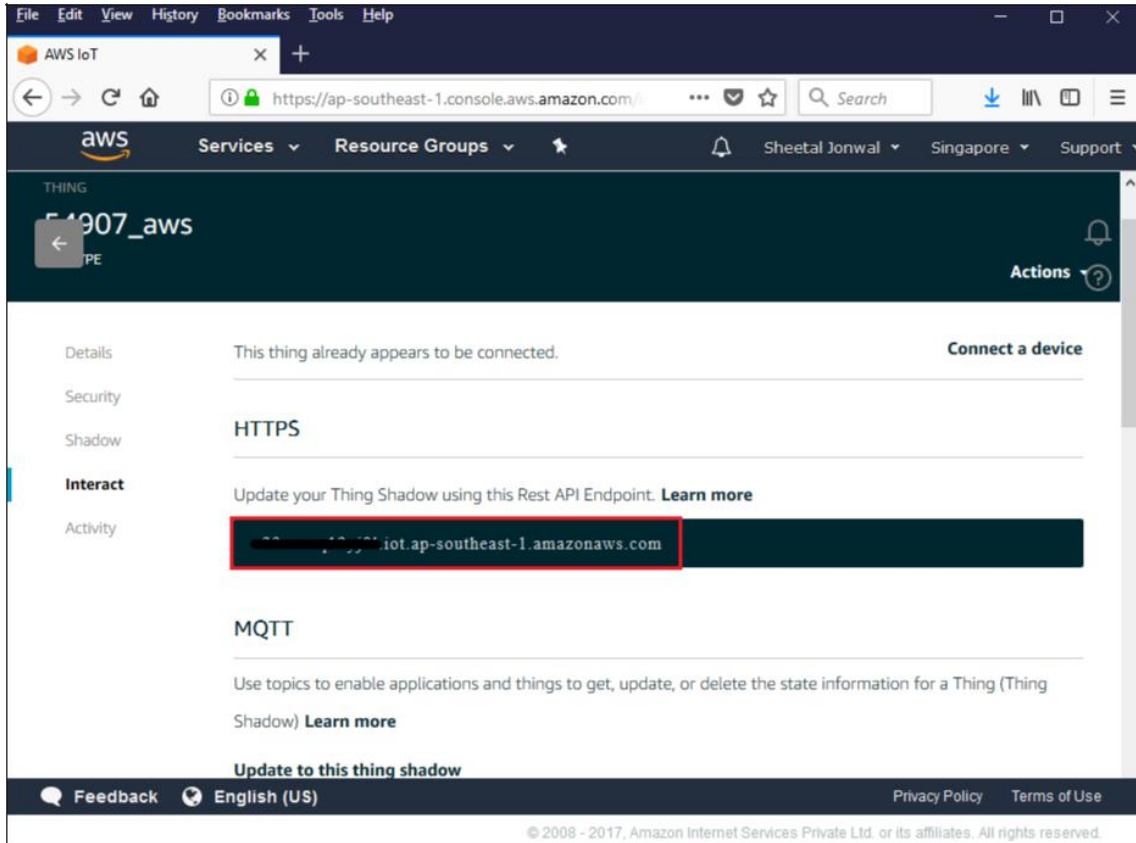 File Edit View History Bookmarks Tools Help
AWS IoT
https://ap-southeast-1.console.aws.amazon.com/
Search
aws Services Resource Groups Sheetal Jonwal Singapore Support
THING
907_aws
PE
Actions
Details
This thing already appears to be connected. Connect a device
Security
HTTPS
Shadow
Interact
Update your Thing Shadow using this Rest API Endpoint. Learn more
Activity
.iot.ap-southeast-1.amazonaws.com
MQTT
Use topics to enable applications and things to get, update, or delete the state information for a Thing (Thing
Shadow) Learn more
Update to this thing shadow
Feedback English (US) Privacy Policy Terms of Use
© 2008 - 2017, Amazon Internet Services Private Ltd. or its affiliates. All rights reserved.